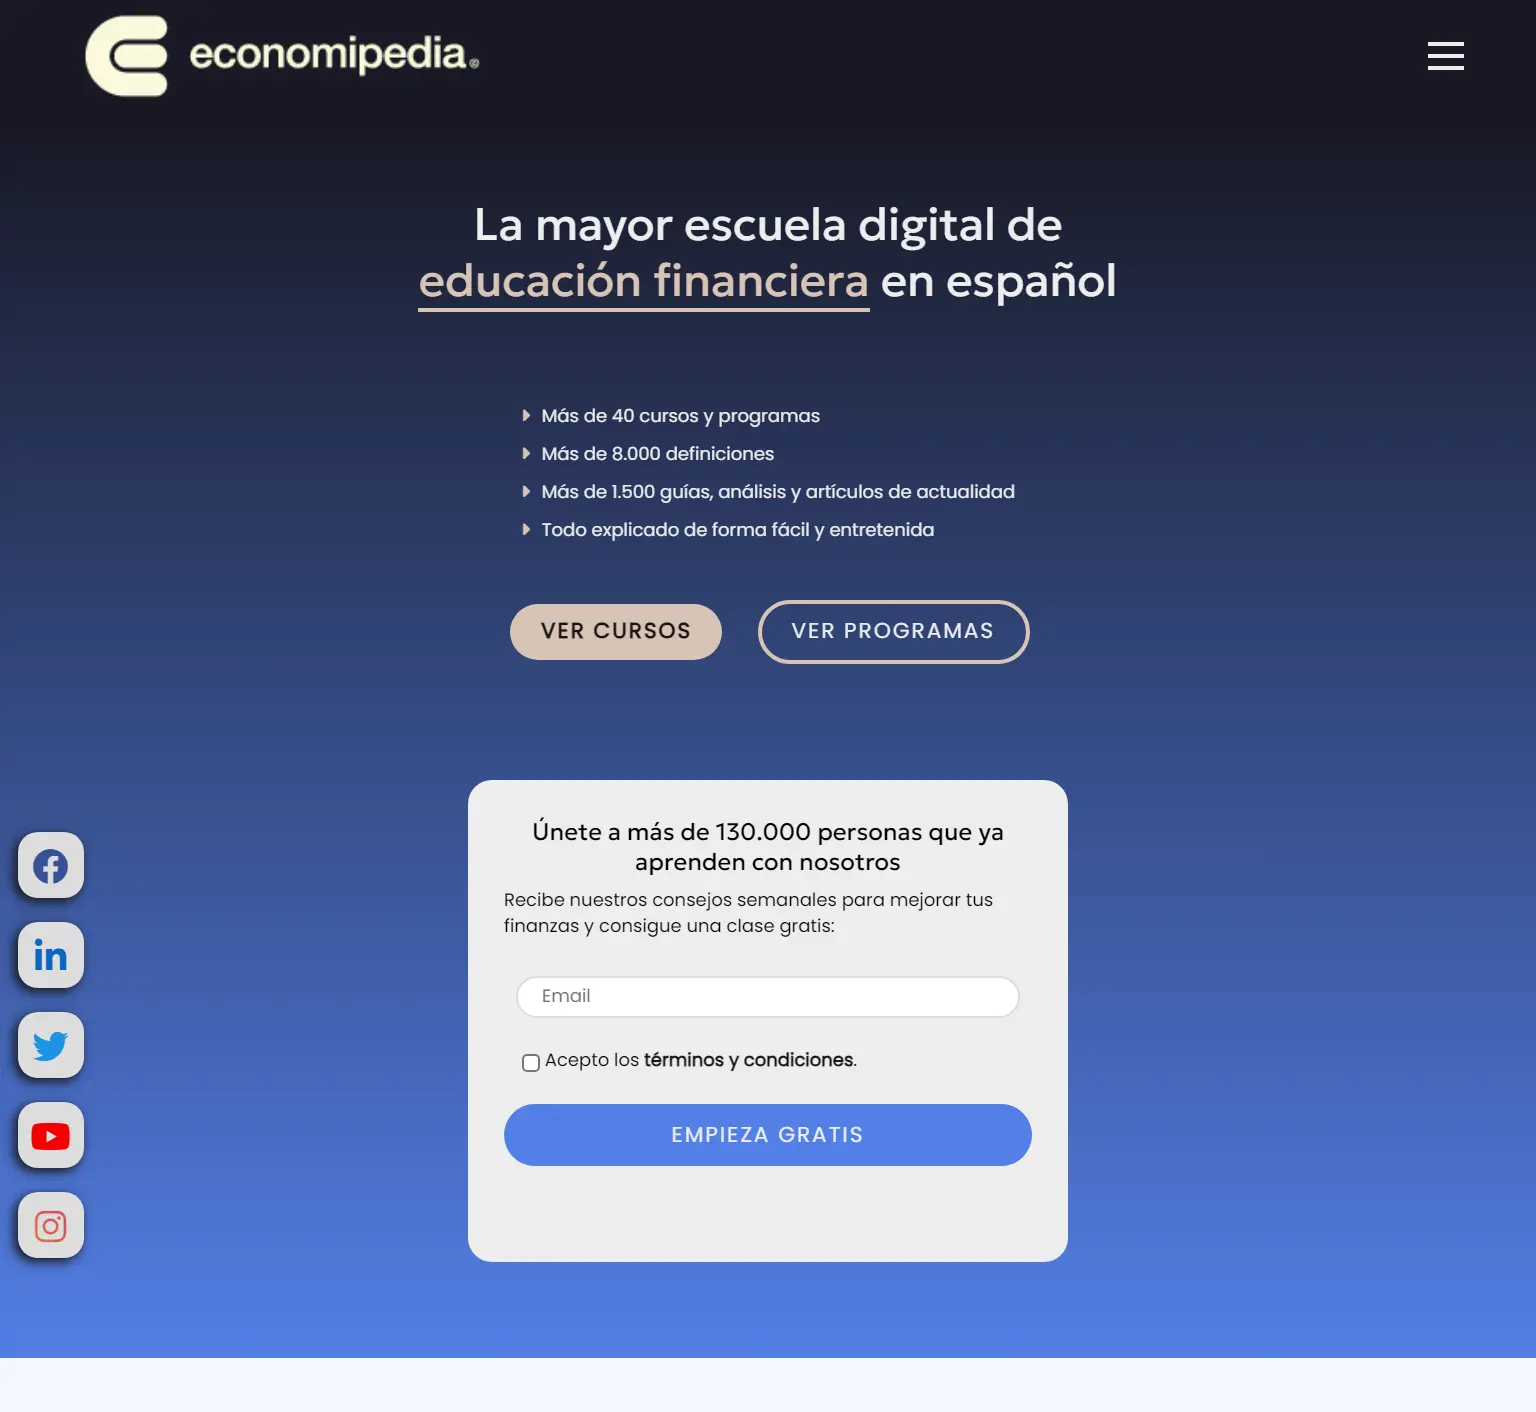 economipedia®
La mayor escuela digital de
educación financiera en español
Más de 40 cursos y programas
Más de 8.000 definiciones
Más de 1.500 guías, análisis y artículos de actualidad
Todo explicado de forma fácil y entretenida
VER CURSOS
VER PROGRAMAS
Únete a más de 130.000 personas que ya
aprenden con nosotros
Recibe nuestros consejos semanales para mejorar tus
finanzas y consigue una clase gratis:
Email
Acepto los términos y condiciones.
EMPIEZA GRATIS
in